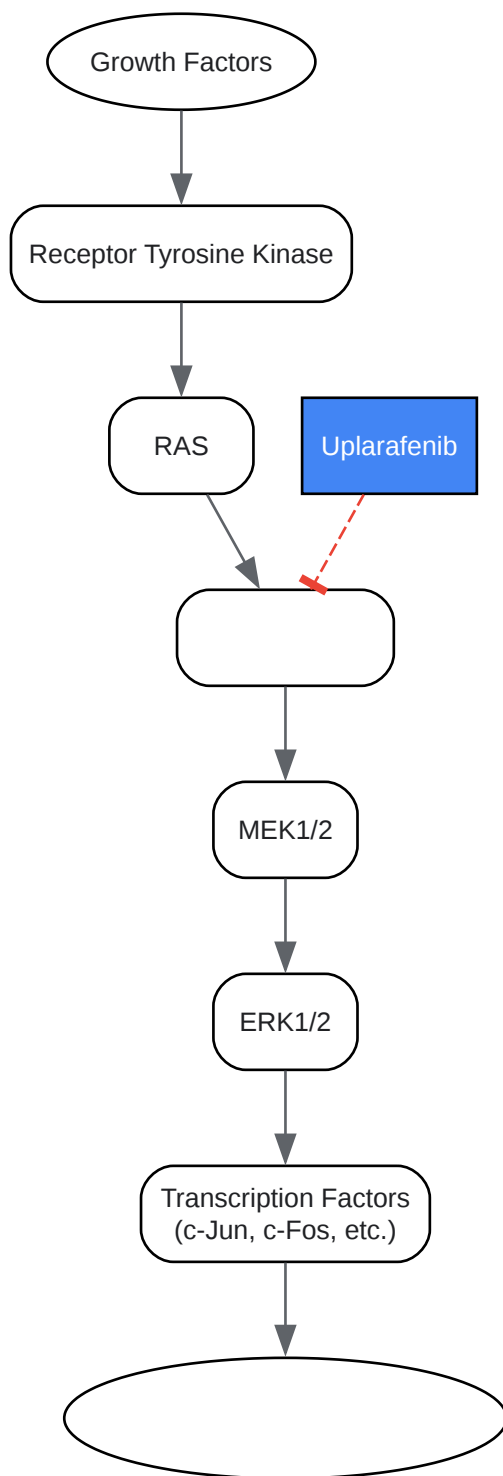 Growth Factors
Receptor Tyrosine Kinase
RAS
Uplarafenib
MEK1/2
ERK1/2
Transcription Factors
(c-Jun, c-Fos, etc.)